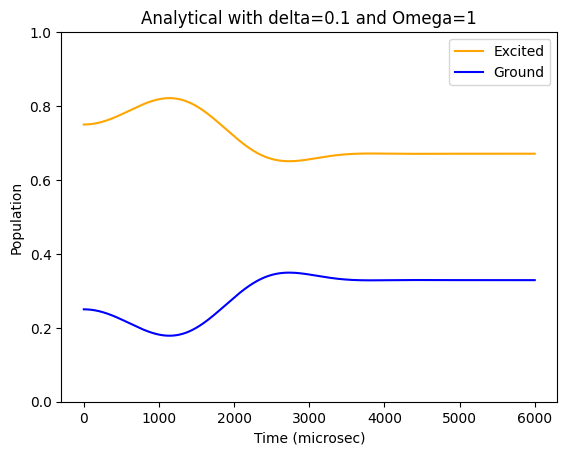 Analytical with delta=0.1 and Omega=1
Excited
Ground
1.0
0.8
0.6
0.4
0.2
0.0
Population
0 1000 2000 3000 4000 5000 6000
Time (microsec)